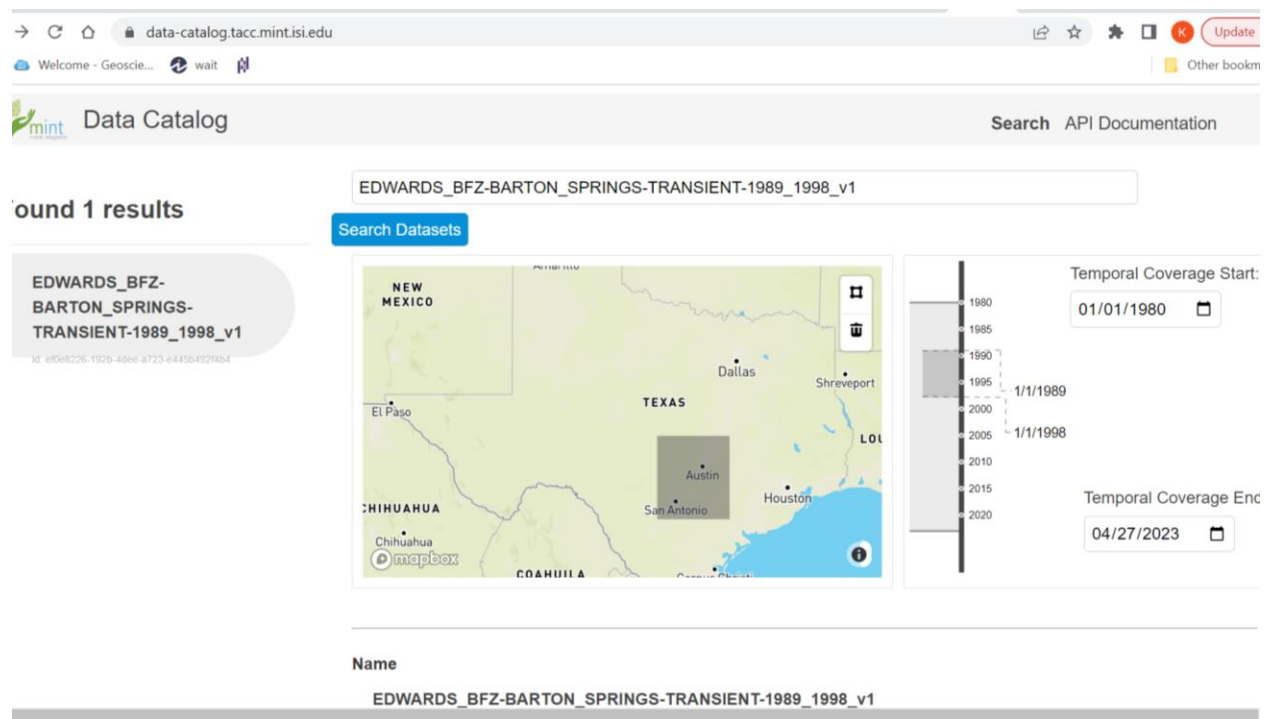 data-catalog.tacc.mint.isi.edu
K
Update
Welcome - Geoscie...
wait
Other bookm
mint
Data Catalog
Search
API Documentation
ound 1 results
EDWARDS_BFZ-BARTON_SPRINGS-TRANSIENT-1989_1998_v1
Search Datasets
EDWARDS_BFZ-
BARTON_SPRINGS-
TRANSIENT-1989_1998_v1
NEW
MEXICO
Dallas
Shreveport
TEXAS
El Paso
LOU
Austin
San Antonio
Houston
CHIHUAHUA
Chihuahua
mapbox
COAHUILA
1980
1985
1990
1995
2000
2005
2010
2015
2020
1/1/1989
1/1/1998
Temporal Coverage Start:
01/01/1980
Temporal Coverage End
04/27/2023
Name
EDWARDS_BFZ-BARTON_SPRINGS-TRANSIENT-1989_1998_v1